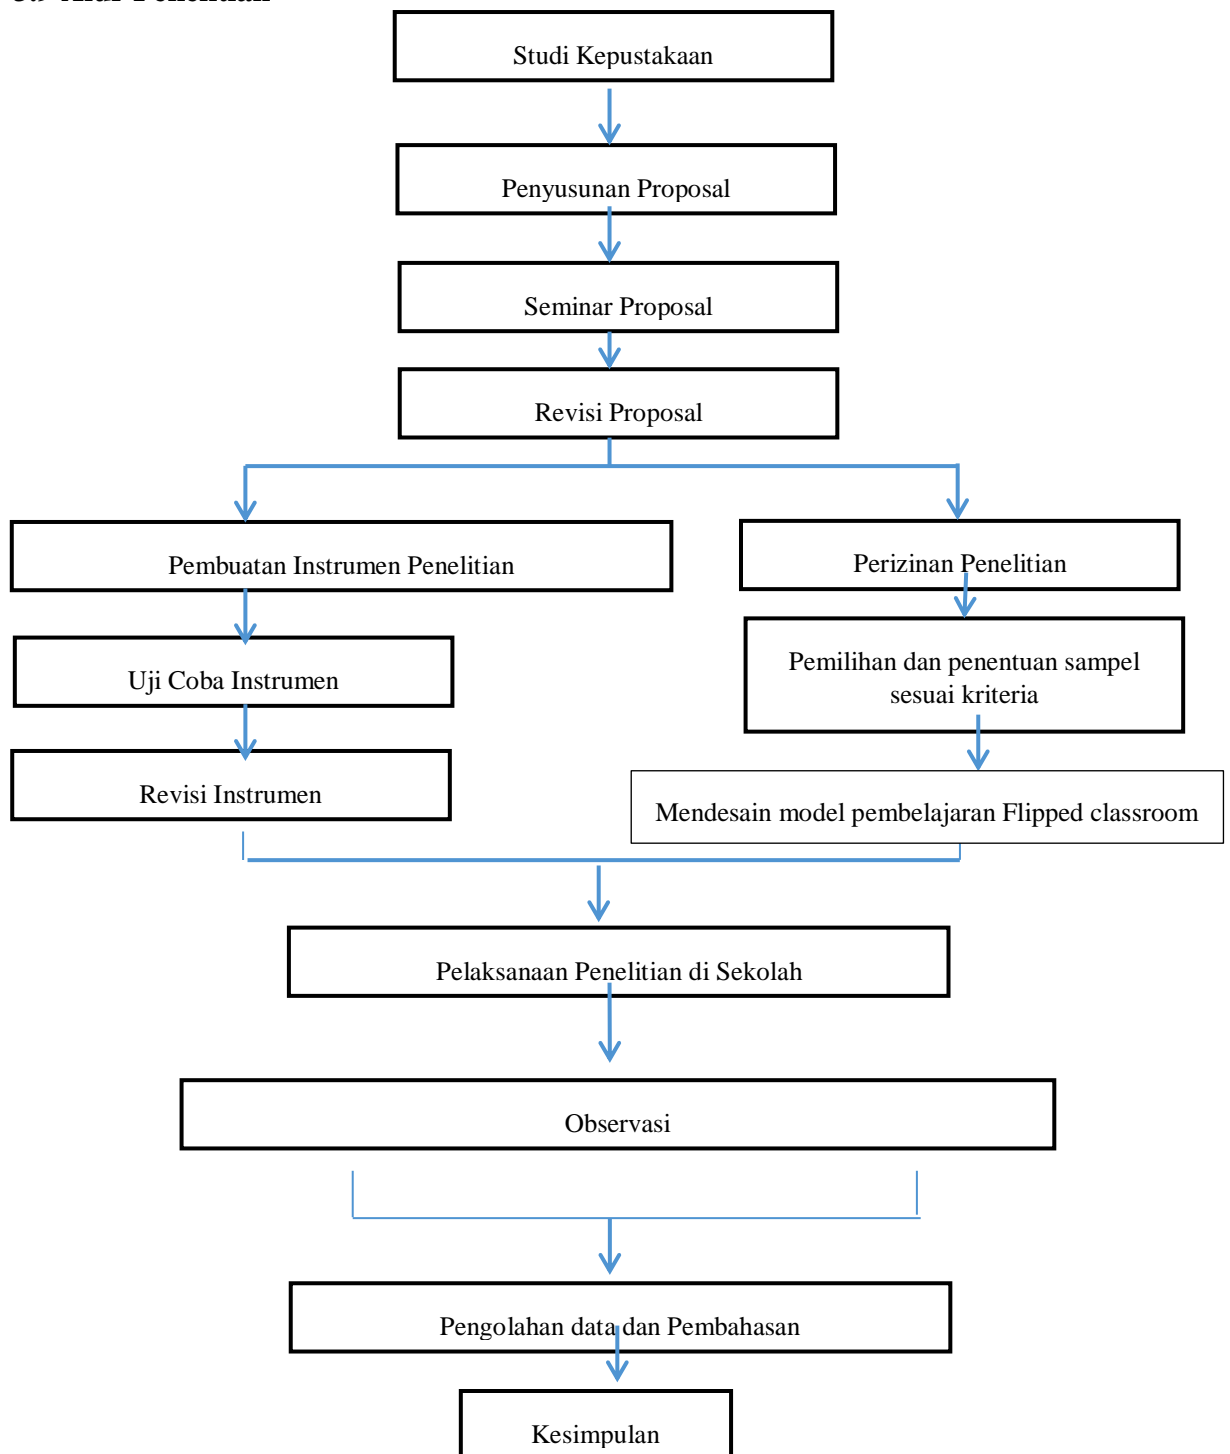 Studi Kepustakaan
Penyusunan Proposal
Seminar Proposal
Revisi Proposal
Pembuatan Instrumen Penelitian
Perizinan Penelitian
Uji Coba Instrumen
Pemilihan dan penentuan sampel
sesuai kriteria
Revisi Instrumen
Mendesain model pembelajaran Flipped classroom
Pelaksanaan Penelitian di Sekolah
Observasi
Pengolahan data dan Pembahasan
Kesimpulan